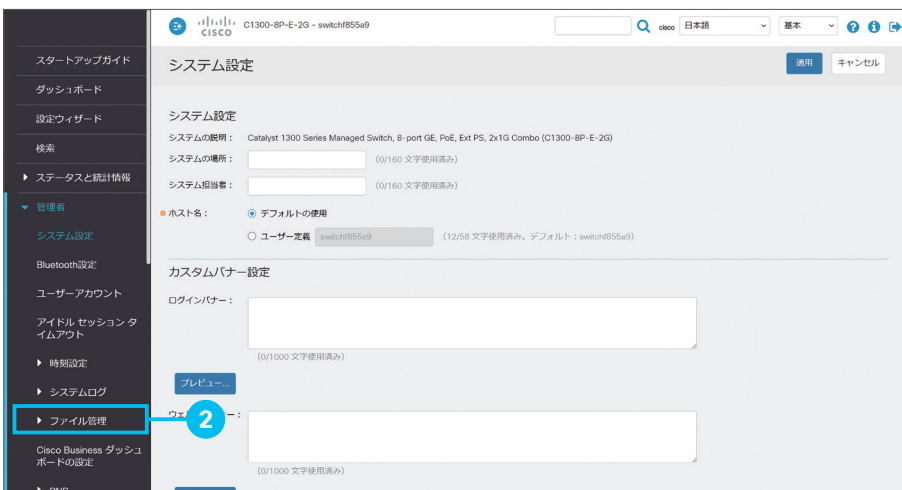 CISCO
C1300-8P-E-2G - switchf855a9
cisco
日本語
基本
スタートアップガイド
ダッシュボード
設定ウィザード
検索
ステータスと統計情報
管理者
システム設定
Bluetooth設定
ユーザーアカウント
アイドル セッション タ
イムアウト
時刻設定
システムログ
ファイル管理
Cisco Business ダッシュ
ボードの設定
PNP
システム設定
適用
キャンセル
システム設定
システムの説明： Catalyst 1300 Series Managed Switch, 8-port GE, PoE, Ext PS, 2x1G Combo (C1300-8P-E-2G)
システムの場所： (0/160 文字使用済み)
システム担当者： (0/160 文字使用済み)
ホスト名： デフォルトの使用
ユーザー定義 switchf855a9 (12/58 文字使用済み。デフォルト：switchf855a9)
カスタムバナー設定
ログインバナー：
(0/1000 文字使用済み)
プレビュー...
2
(0/1000 文字使用済み)